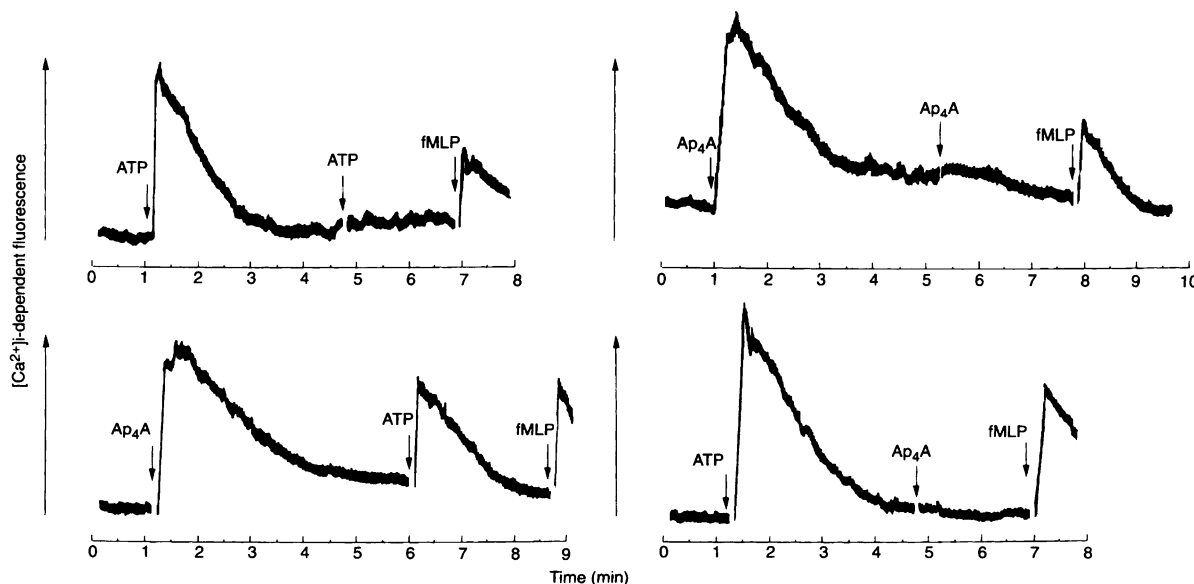 [Ca²⁺]i-dependent fluorescence
ATP
ATP
fMLP
0 1 2 3 4 5 6 7 8
Ap₄A
Ap₄A
fMLP
0 1 2 3 4 5 6 7 8 9 10
Ap₄A
ATP
fMLP
0 1 2 3 4 5 6 7 8 9
ATP
Ap₄A
fMLP
0 1 2 3 4 5 6 7 8
Time (min)